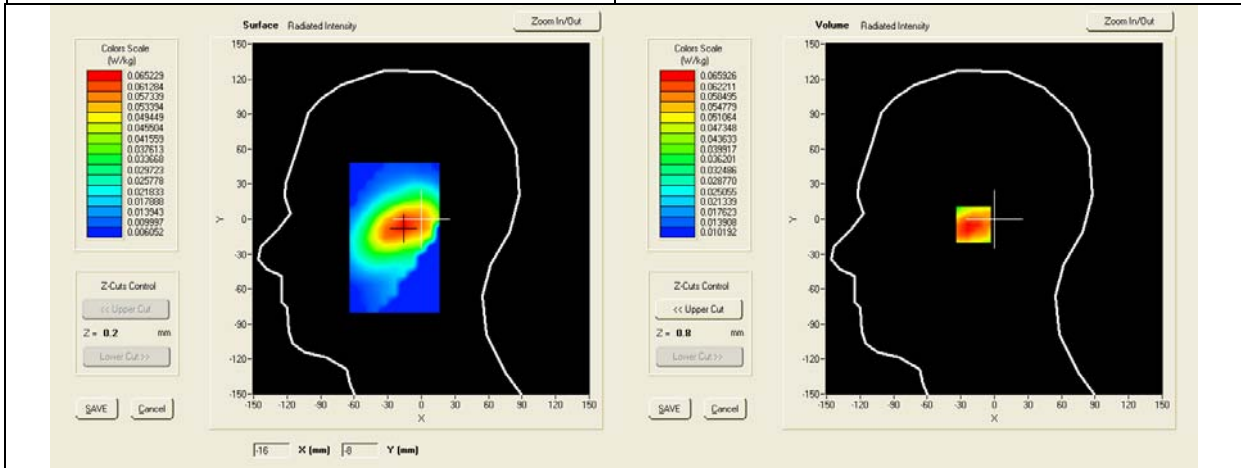 Surface Radiated Intensity
Zoom In/Out
Colors Scale
(W/kg)
0.065229
0.061284
0.057339
0.053394
0.049449
0.045504
0.041559
0.037613
0.033668
0.029723
0.025778
0.021833
0.017888
0.013943
0.009997
0.006052
Z-Cuts Control
<< Upper Cut
Z = 0.2 mm
Lower Cut >>
SAVE
Cancel
150
120
90
60
30
0
-30
-60
-90
-120
-150
Y
-150 -120 -90 -60 -30 0 30 60 90 120 150
X
-16 X (mm) -8 Y (mm)
Volume Radiated Intensity
Zoom In/Out
Colors Scale
(W/kg)
0.065926
0.062211
0.058495
0.054779
0.051064
0.047348
0.043633
0.039917
0.036201
0.032486
0.028770
0.025055
0.021339
0.017623
0.013908
0.010192
Z-Cuts Control
<< Upper Cut
Z = 0.8 mm
Lower Cut >>
SAVE
Cancel
150
120
90
60
30
0
-30
-60
-90
-120
-150
Y
-150 -120 -90 -60 -30 0 30 60 90 120 150
X